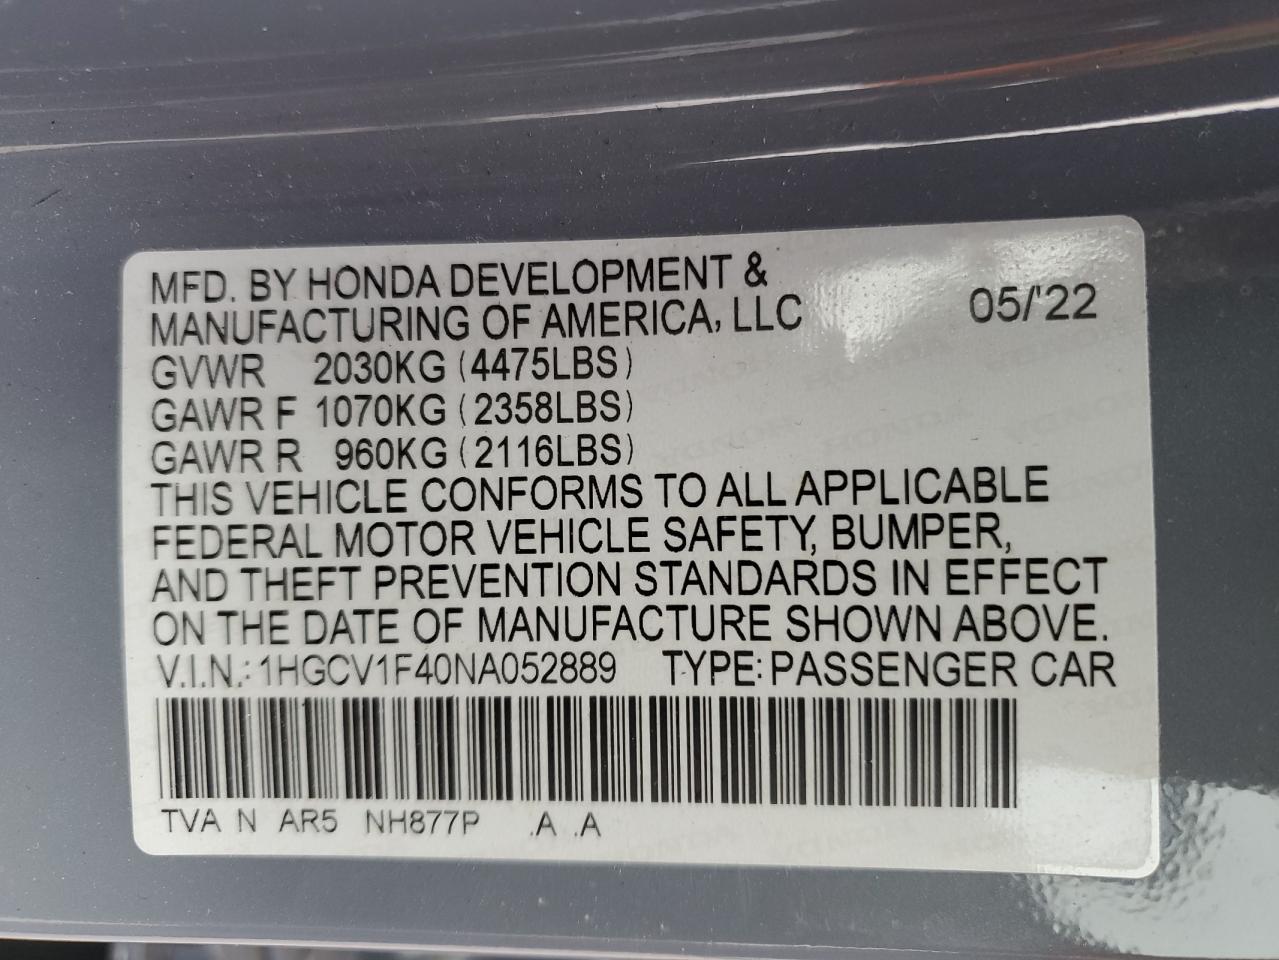 MFD. BY HONDA DEVELOPMENT &
MANUFACTURING OF AMERICA, LLC 05/'22
GVWR 2030KG (4475LBS)
GAWR F 1070KG (2358LBS)
GAWR R 960KG (2116LBS)
THIS VEHICLE CONFORMS TO ALL APPLICABLE
FEDERAL MOTOR VEHICLE SAFETY, BUMPER,
AND THEFT PREVENTION STANDARDS IN EFFECT
ON THE DATE OF MANUFACTURE SHOWN ABOVE.
V.I.N.: 1HGCV1F40NA052889 TYPE: PASSENGER CAR
TVA N AR5 NH877P .A .A